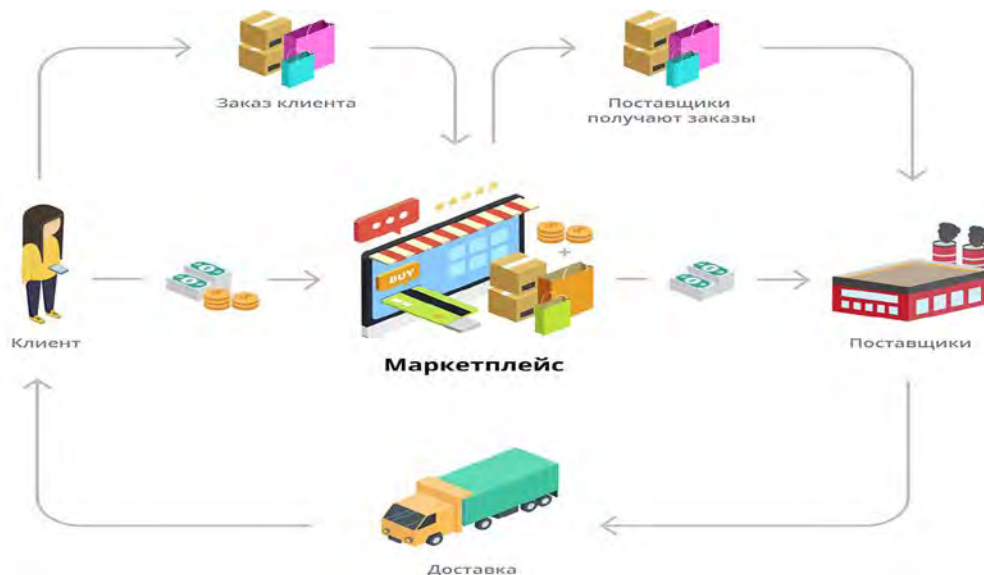 Заказ клиента
Поставщики
получают заказы
BUY
Клиент
Маркетплейс
Поставщики
Доставка